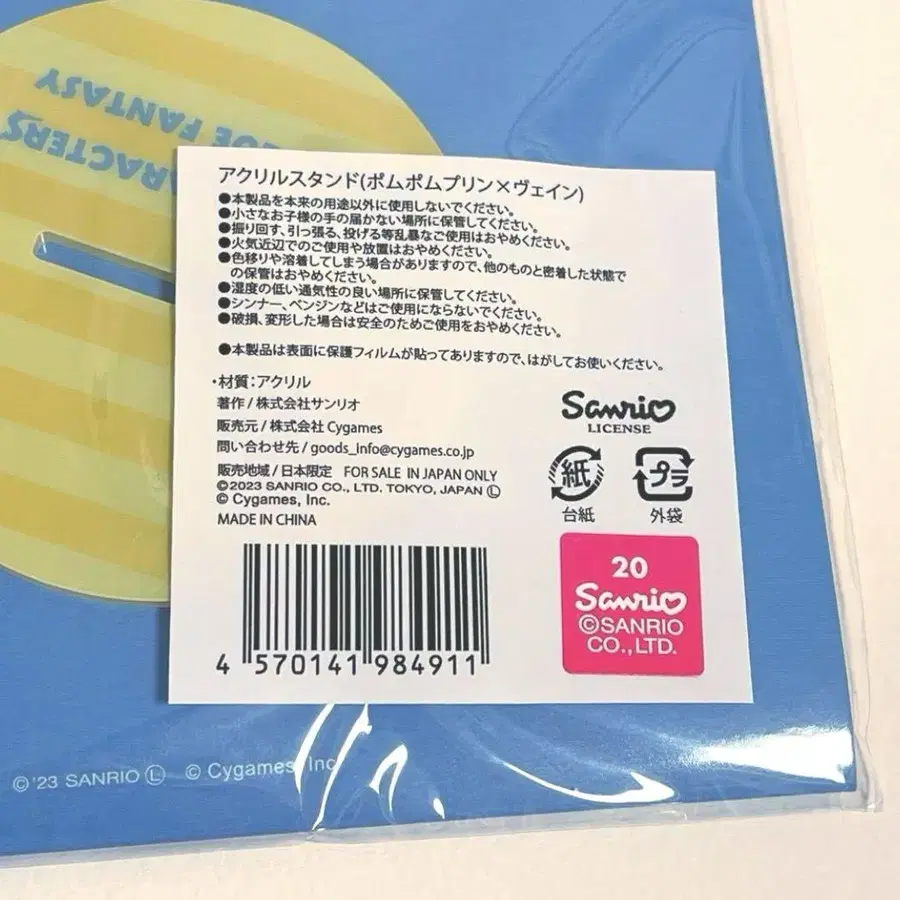 FANTASY
アクリルスタンド(ポムポムプリン×ヴェイン)
●本製品を本来の用途以外に使用しないでください。
●小さなお子様の手の届かない場所に保管してください。
●振り回す、引っ張る、投げる等乱暴なご使用はおやめください。
●火気近辺でのご使用や放置はおやめください。
●色移りや溶着してしまう場合がありますので、他のものと密着した状態で
の保管はおやめください。
●湿度の低い通気性の良い場所に保管してください。
●シンナー、ベンジンなどはご使用にならないでください。
●破損、変形した場合は安全のためご使用をおやめください。
●本製品は表面に保護フィルムが貼ってありますので、はがしてお使いください。
・材質:アクリル
著作/株式会社サンリオ
販売元/株式会社 Cygames
問い合わせ先/goods_info@cygames.co.jp
販売地域/日本限定 FOR SALE IN JAPAN ONLY
©2023 SANRIO CO., LTD. TOKYO, JAPAN Ⓛ
© Cygames, Inc.
MADE IN CHINA
Sanrio
LICENSE
紙
台紙
プラ
外袋
4 570141 984911
20
Sanrio
©SANRIO
CO., LTD.
©'23 SANRIO Ⓛ © Cygames, Inc